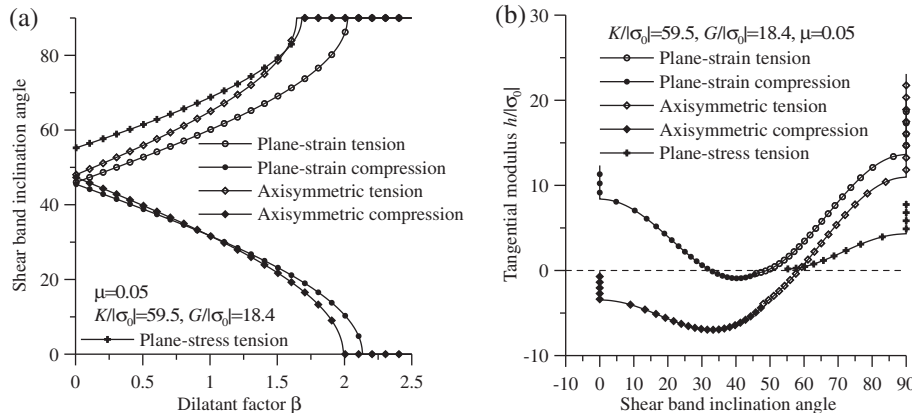 (a)
Shear band inclination angle
80
60
40
20
0
Plane-strain tension
Plane-strain compression
Axisymmetric tension
Axisymmetric compression
μ=0.05
K/|σ₀|=59.5, G/|σ₀|=18.4
Plane-stress tension
0
0.5
1
1.5
2
2.5
Dilatant factor β
(b)
K/|σ₀|=59.5, G/|σ₀|=18.4, μ=0.05
Plane-strain tension
Plane-strain compression
Axisymmetric tension
Axisymmetric compression
Plane-stress tension
Tangential modulus h/|σ₀|
30
20
10
0
-10
-10
0
10
20
30
40
50
60
70
80
90
Shear band inclination angle